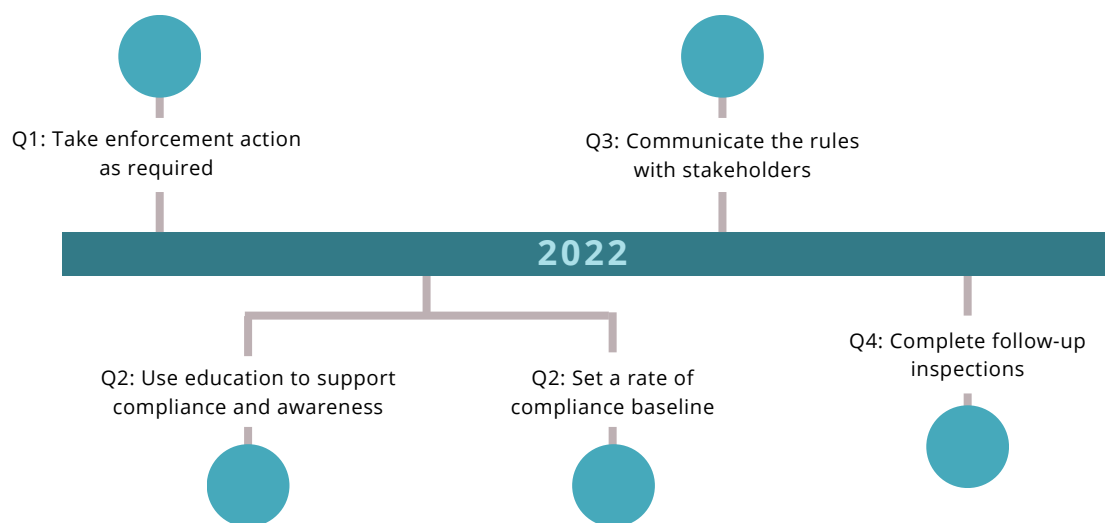 Q1: Take enforcement action
as required
Q3: Communicate the rules
with stakeholders
2022
Q2: Use education to support
compliance and awareness
Q2: Set a rate of
compliance baseline
Q4: Complete follow-up
inspections